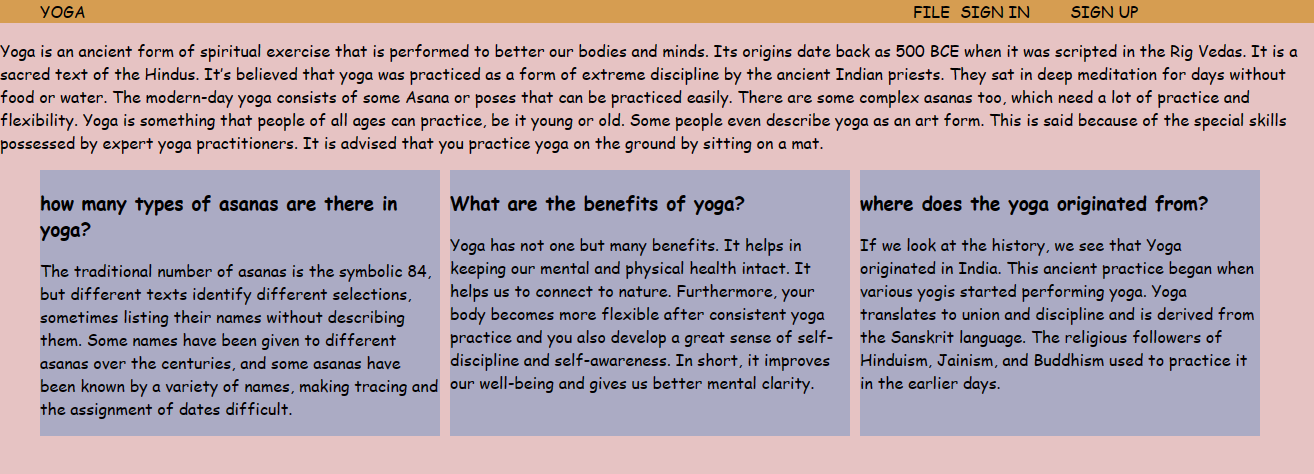 YOGA FILE SIGN IN SIGN UP
Yoga is an ancient form of spiritual exercise that is performed to better our bodies and minds. Its origins date back as 500 BCE when it was scripted in the Rig Vedas. It is a
sacred text of the Hindus. It's believed that yoga was practiced as a form of extreme discipline by the ancient Indian priests. They sat in deep meditation for days without
food or water. The modern-day yoga consists of some Asana or poses that can be practiced easily. There are some complex asanas too, which need a lot of practice and
flexibility. Yoga is something that people of all ages can practice, be it young or old. Some people even describe yoga as an art form. This is said because of the special skills
possessed by expert yoga practitioners. It is advised that you practice yoga on the ground by sitting on a mat.
how many types of asanas are there in
yoga?
The traditional number of asanas is the symbolic 84,
but different texts identify different selections,
sometimes listing their names without describing
them. Some names have been given to different
asanas over the centuries, and some asanas have
been known by a variety of names, making tracing and
the assignment of dates difficult.
What are the benefits of yoga?
Yoga has not one but many benefits. It helps in
keeping our mental and physical health intact. It
helps us to connect to nature. Furthermore, your
body becomes more flexible after consistent yoga
practice and you also develop a great sense of self-
discipline and self-awareness. In short, it improves
our well-being and gives us better mental clarity.
where does the yoga originated from?
If we look at the history, we see that Yoga
originated in India. This ancient practice began when
various yogis started performing yoga. Yoga
translates to union and discipline and is derived from
the Sanskrit language. The religious followers of
Hinduism, Jainism, and Buddhism used to practice it
in the earlier days.